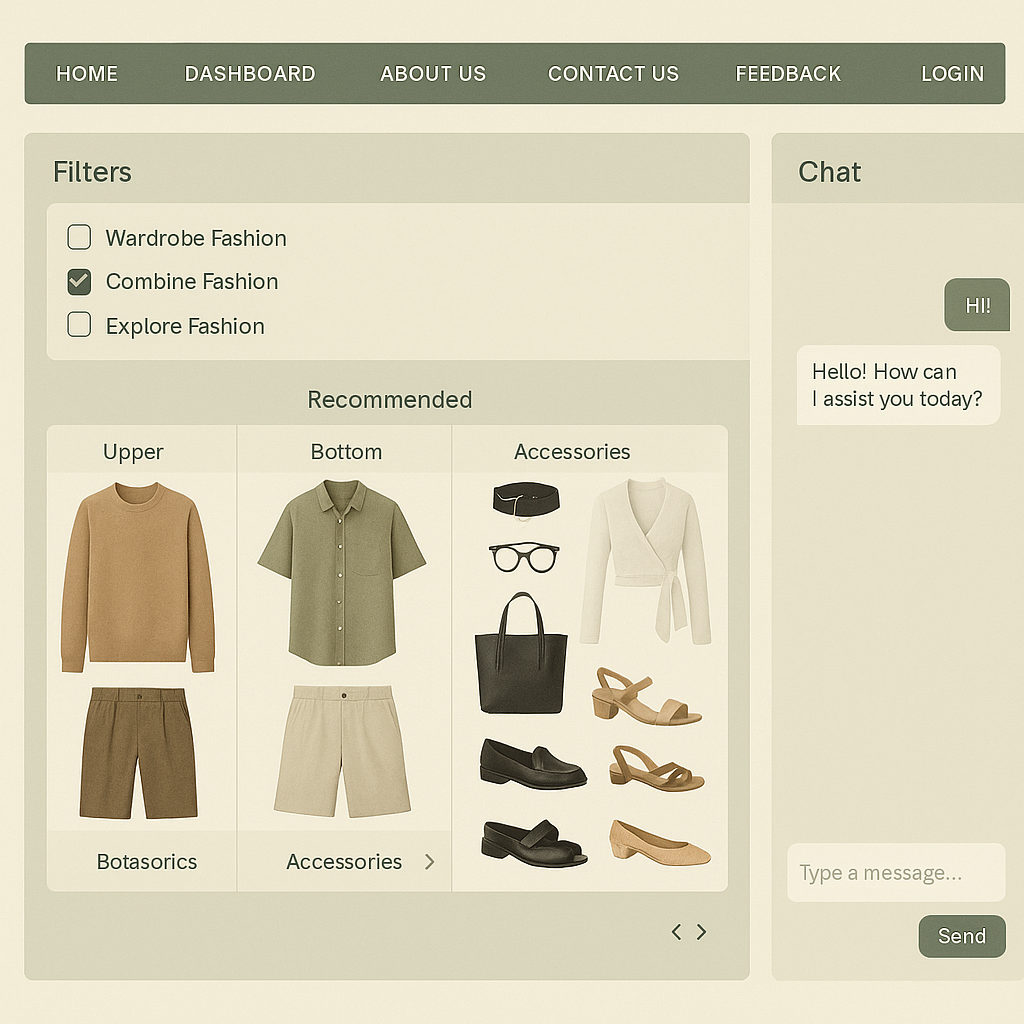 HOME DASHBOARD ABOUT US CONTACT US FEEDBACK LOGIN
Filters
Wardrobe Fashion
Combine Fashion
Explore Fashion
Recommended
Upper Bottom Accessories
Botasorics Accessories
Chat
HI!
Hello! How can
I assist you today?
Type a message...
Send